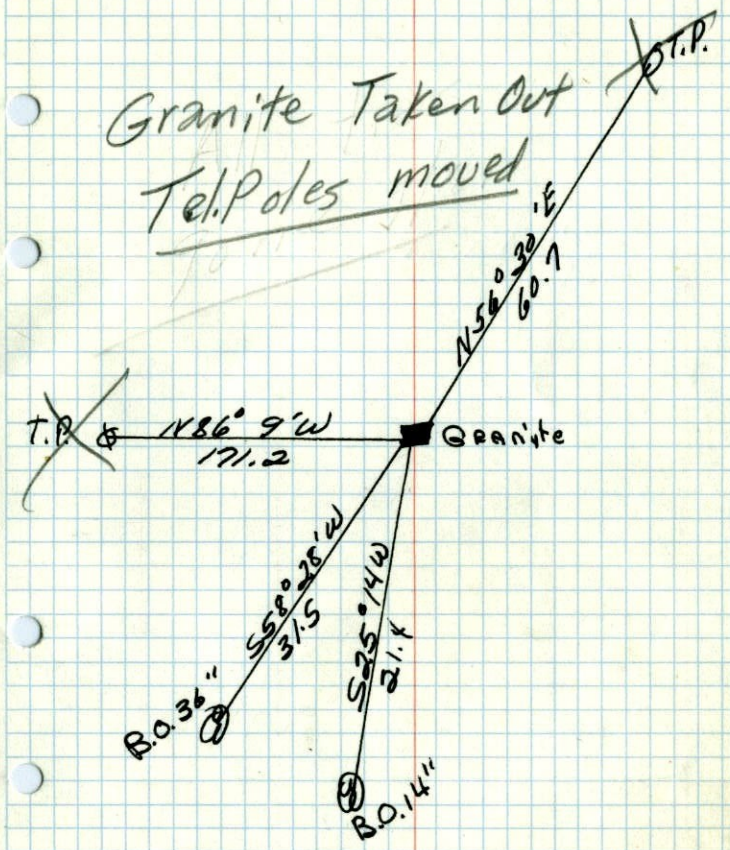 T.P.
Granite Taken Out
Tel.Poles moved
N56° 30'E
60.7
T.P.
N86° 9'W
171.2
Granite
S58° 28'W
31.5
S25° 14W
21.4
B.O. 36"
B.O. 14"